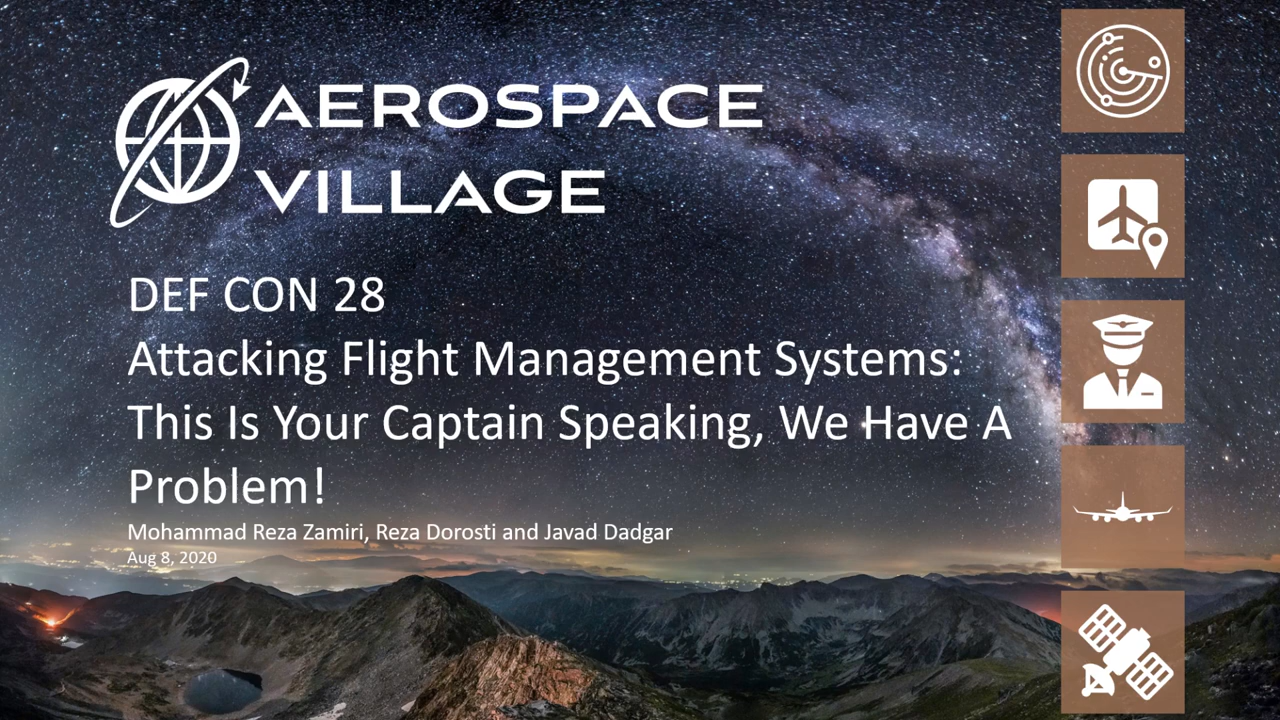 AEROSPACE
VILLAGE
DEF CON 28
Attacking Flight Management Systems:
This Is Your Captain Speaking, We Have A
Problem!
Mohammad Reza Zamiri, Reza Dorosti and Javad Dadgar
Aug 8, 2020